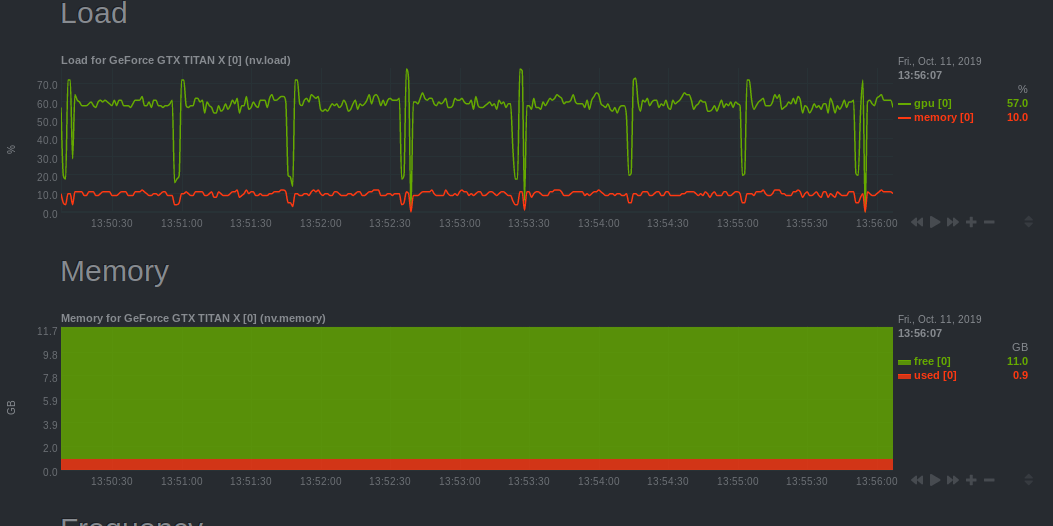 Load
Load for GeForce GTX TITAN X [0] (nv.load)
Fri., Oct. 11, 2019
13:56:07
%
gpu [0] 57.0
memory [0] 10.0
%
70.0
60.0
50.0
40.0
30.0
20.0
10.0
0.0
13:50:30 13:51:00 13:51:30 13:52:00 13:52:30 13:53:00 13:53:30 13:54:00 13:54:30 13:55:00 13:55:30 13:56:00
Memory
Memory for GeForce GTX TITAN X [0] (nv.memory)
Fri., Oct. 11, 2019
13:56:07
GB
free [0] 11.0
used [0] 0.9
GB
11.7
9.8
7.8
5.9
3.9
2.0
0.0
13:50:30 13:51:00 13:51:30 13:52:00 13:52:30 13:53:00 13:53:30 13:54:00 13:54:30 13:55:00 13:55:30 13:56:00
Frequency